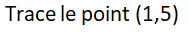 Trace le point (1,5)